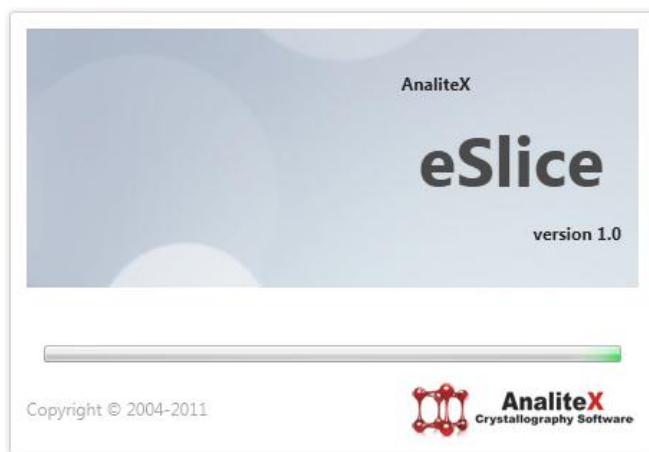 AnaliteX
eSlice
version 1.0
Copyright © 2004-2011
AnaliteX
Crystallography Software